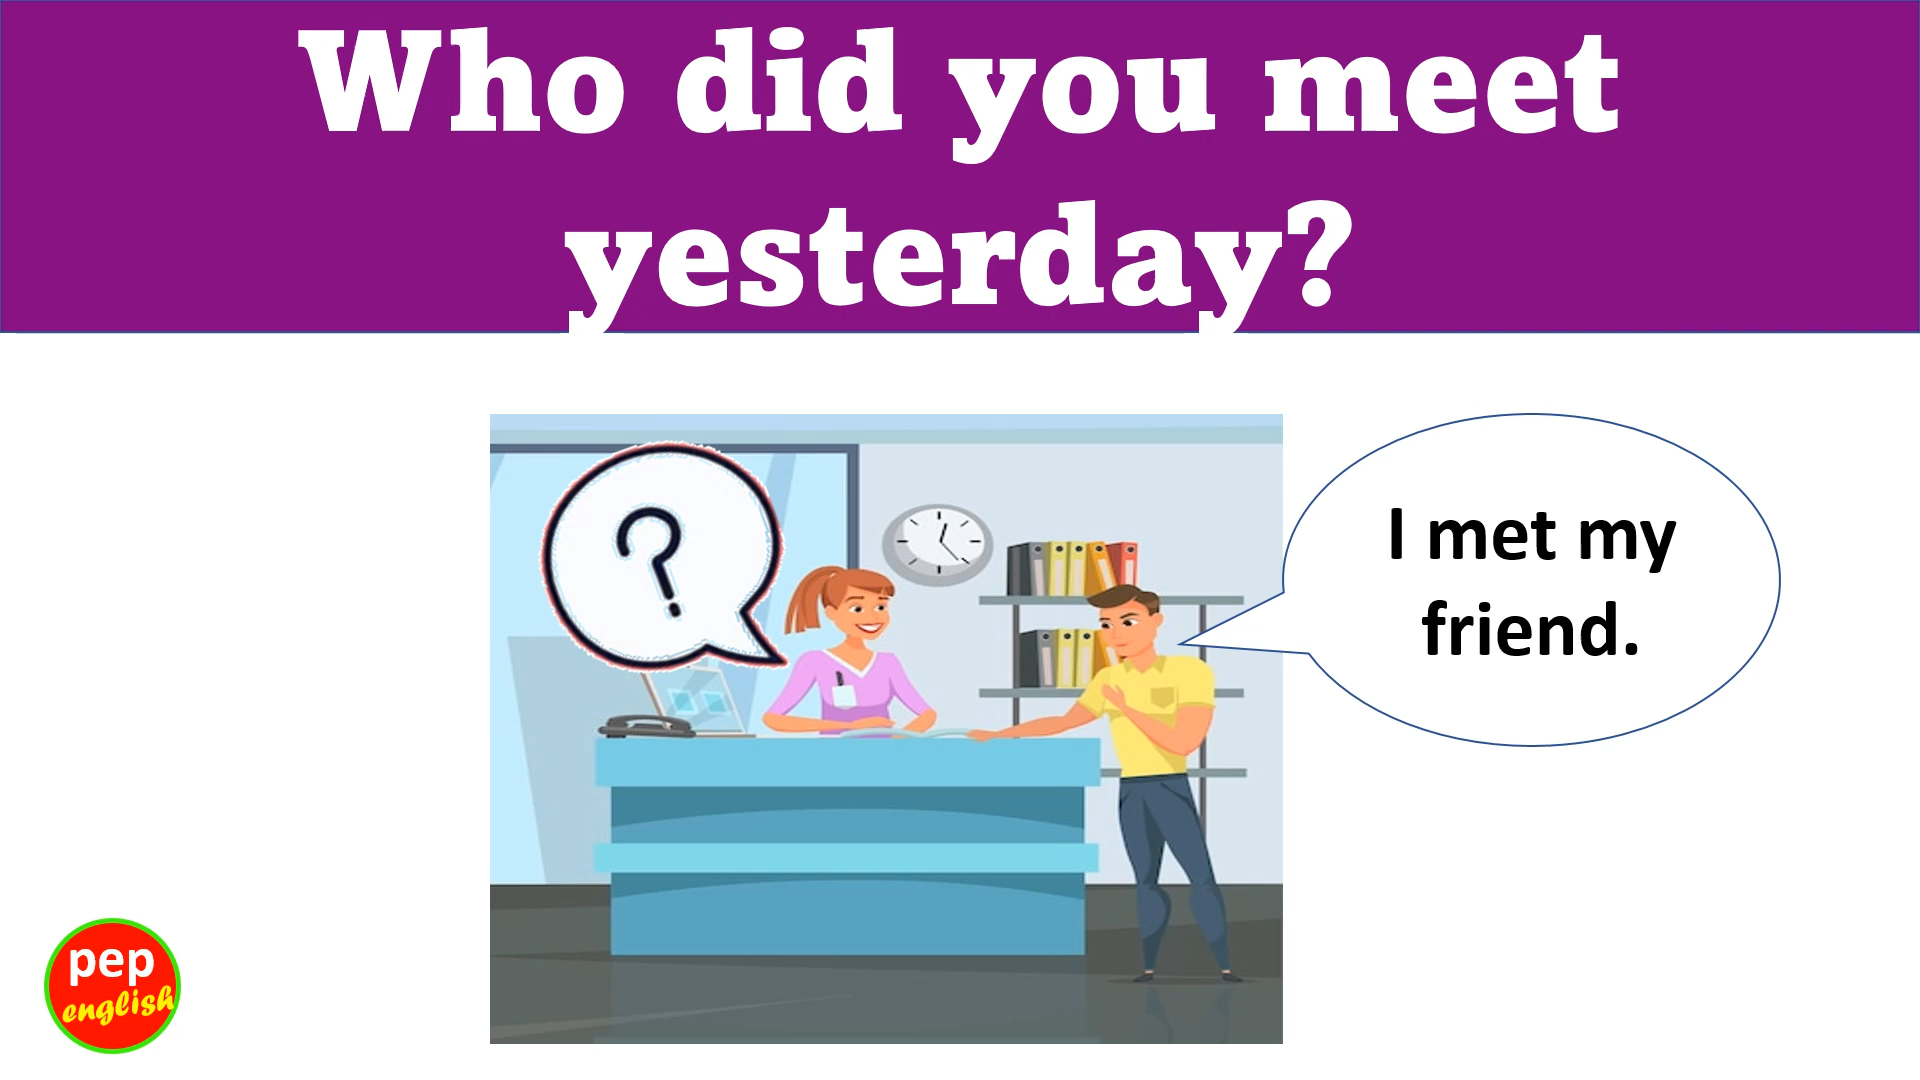 Who did you meet
yesterday?
?
I met my
friend.
pep
english